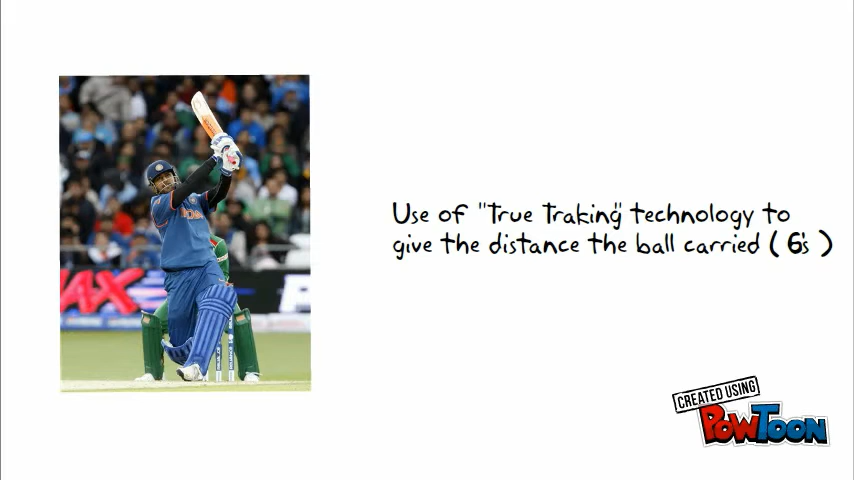 Use of "True Traking" technology to
give the distance the ball carried ( 6's )
CREATED USING
POWTOON